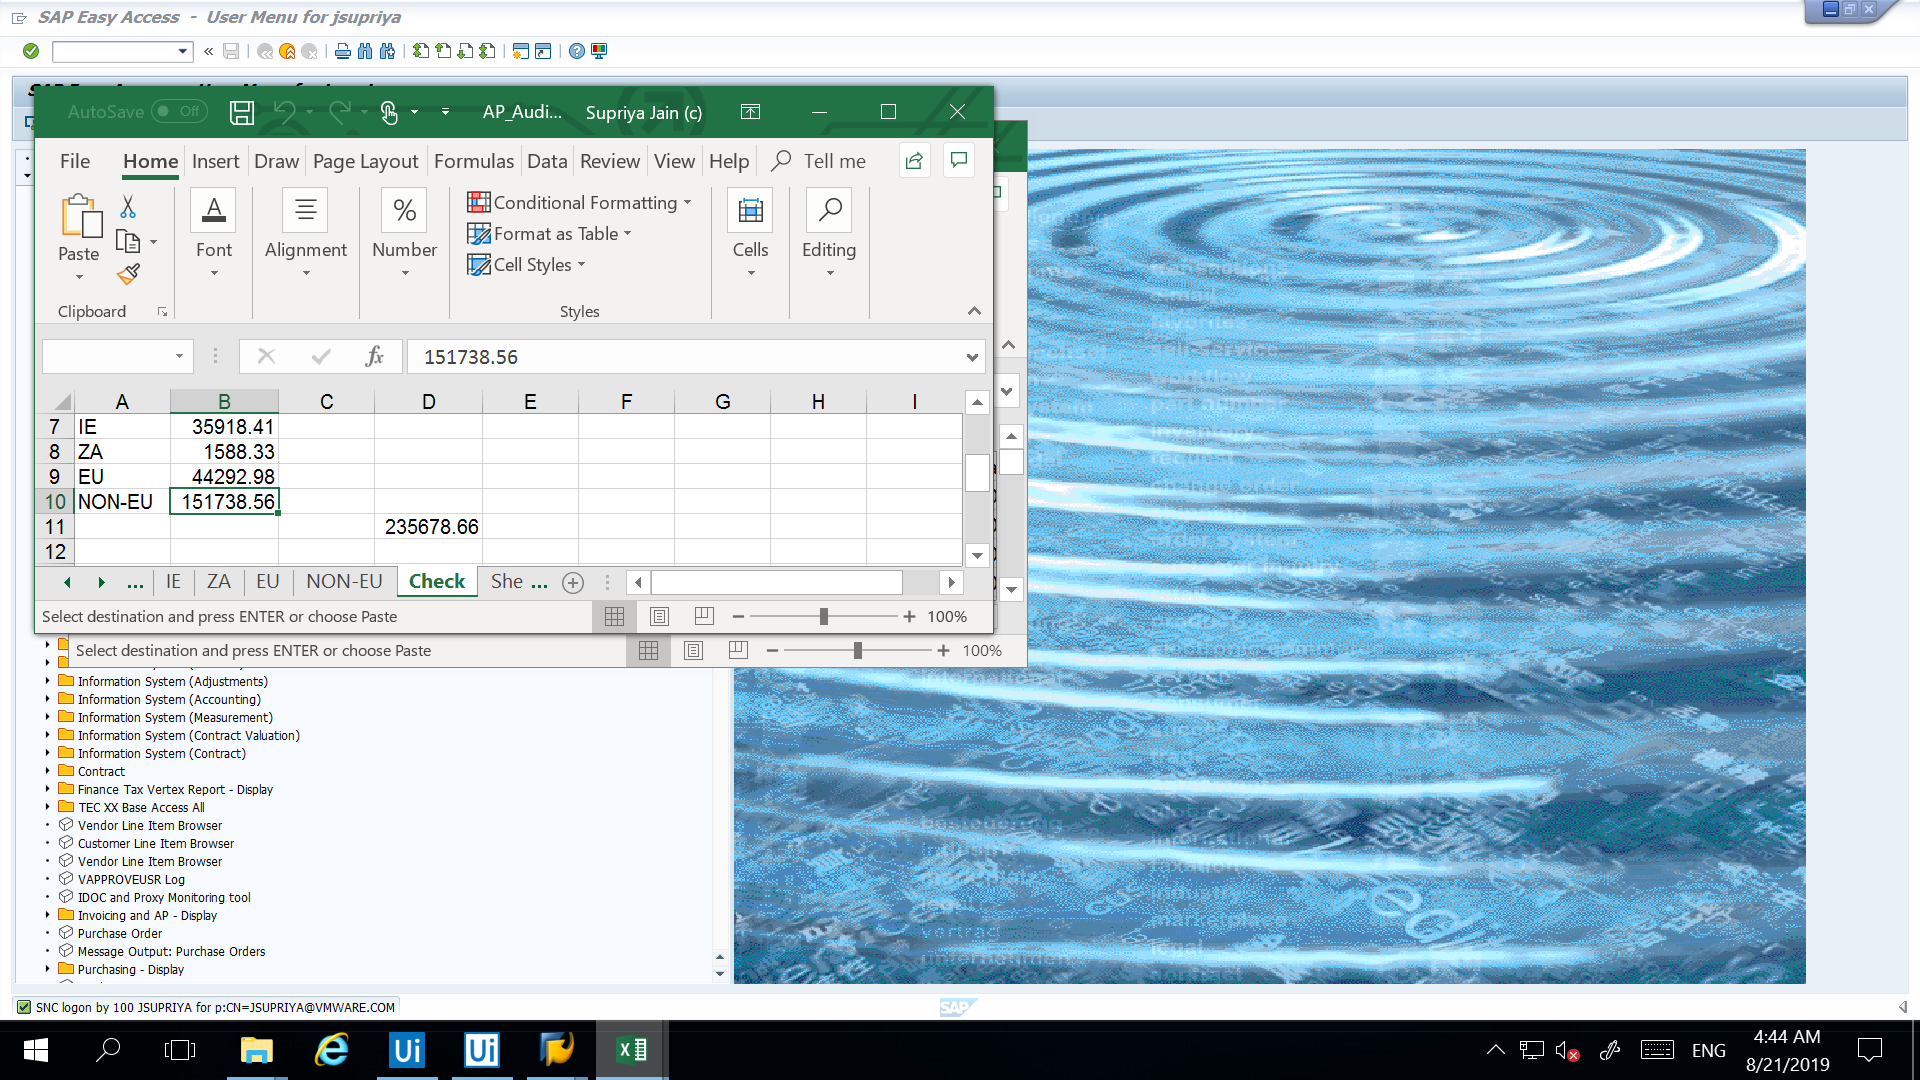 SAP Easy Access - User Menu for jsupriya
AutoSave Off
AP_Audi...
Supriya Jain (c)
File Home Insert Draw Page Layout Formulas Data Review View Help Tell me
Paste
Clipboard
Font
Alignment
Number
Conditional Formatting
Format as Table
Cell Styles
Styles
Cells
Editing
fx 151738.56
A B C D E F G H I
7 IE 35918.41
8 ZA 1588.33
9 EU 44292.98
10 NON-EU 151738.56
11 235678.66
12
... IE ZA EU NON-EU Check She ...
Select destination and press ENTER or choose Paste 100%
Select destination and press ENTER or choose Paste 100%
Information System (Adjustments)
Information System (Accounting)
Information System (Measurement)
Information System (Contract Valuation)
Information System (Contract)
Contract
Finance Tax Vertex Report - Display
TEC XX Base Access All
Vendor Line Item Browser
Customer Line Item Browser
Vendor Line Item Browser
VAPPROVEUSR Log
IDOC and Proxy Monitoring tool
Invoicing and AP - Display
Purchase Order
Message Output: Purchase Orders
Purchasing - Display
SNC logon by 100 JSUPRIYA for p:CN=JSUPRIYA@VMWARE.COM
SAP
Ui
Ui
ENG
4:44 AM
8/21/2019